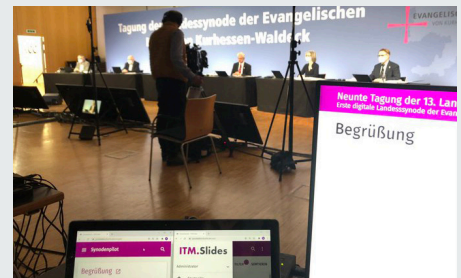 Tagung der Landessynode der Evangelischen
Kurhessen-Waldeck
EVANGELISC
Neunte Tagung der 13. Lan
Erste digitale Landessynode der Evan
Begrüßung
Synodenpilot
Begrüßung
ITM.Slides